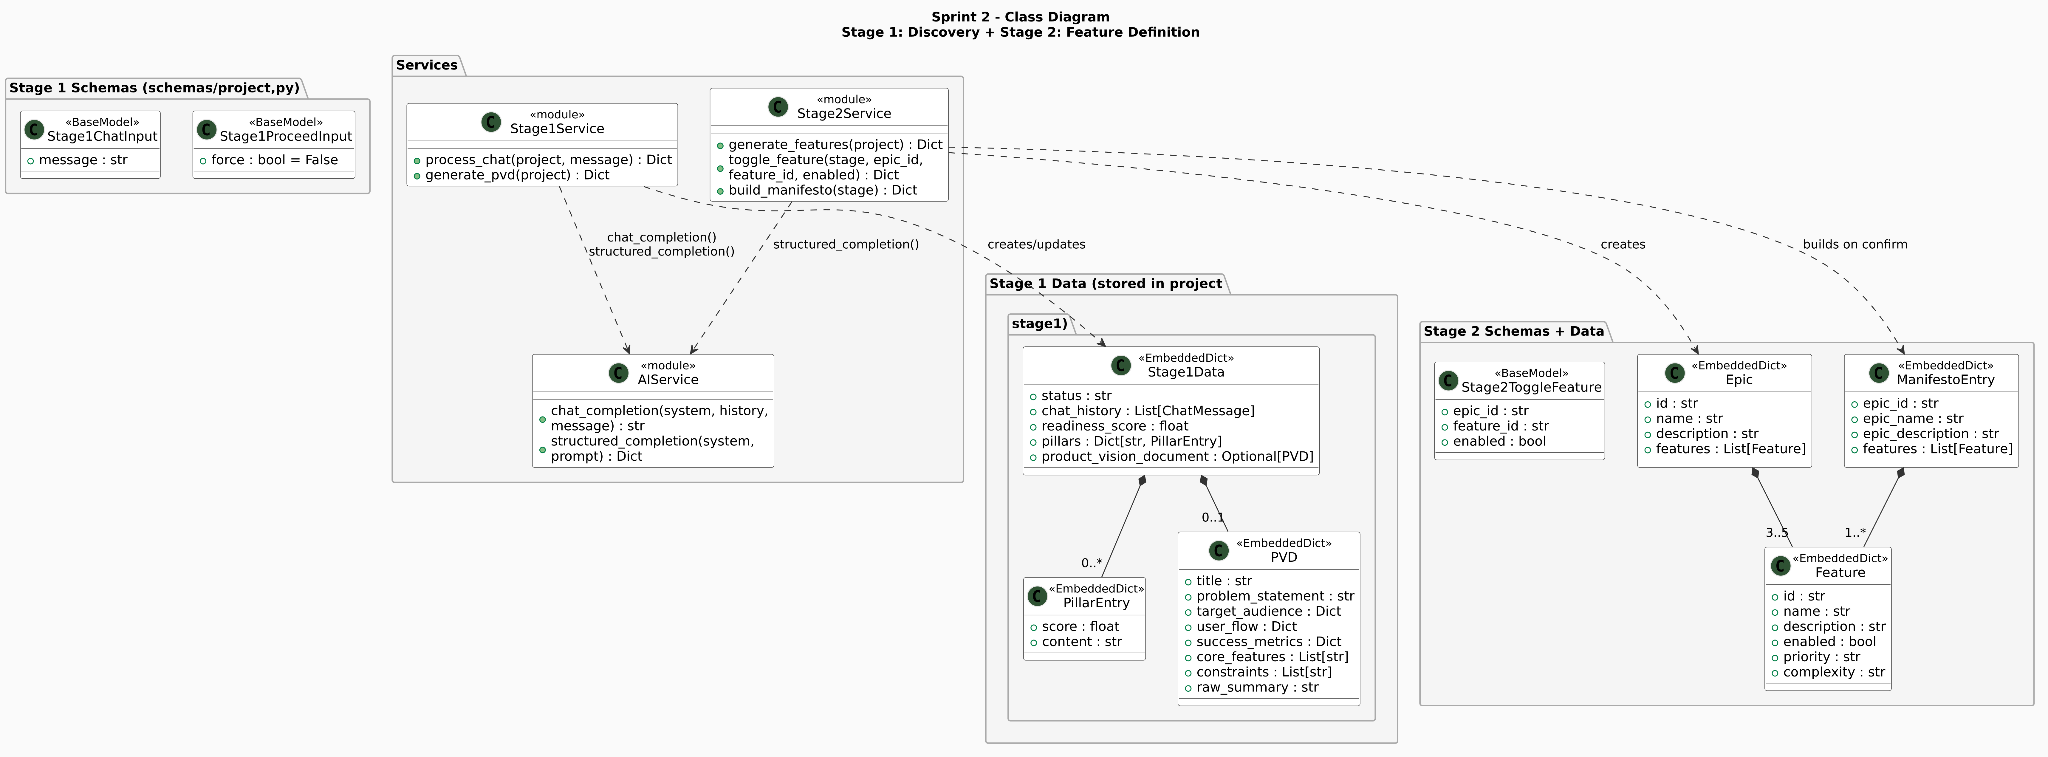 Sprint 2 - Class Diagram
Stage 1: Discovery + Stage 2: Feature Definition
Stage 1 Schemas (schemas/project,py)
C
«BaseModel»
Stage1ChatInput
message : str
C
«BaseModel»
Stage1ProceedInput
force : bool = False
Services
C
«module»
Stage1Service
process_chat(project, message) : Dict
generate_pvd(project) : Dict
C
«module»
Stage2Service
generate_features(project) : Dict
toggle_feature(stage, epic_id,
feature_id, enabled) : Dict
build_manifesto(stage) : Dict
chat_completion()
structured_completion()
structured_completion()
creates/updates
creates
builds on confirm
C
«module»
AIService
chat_completion(system, history,
message) : str
structured_completion(system,
prompt) : Dict
Stage 1 Data (stored in project
stage1)
C
«EmbeddedDict»
Stage1Data
status : str
chat_history : List[ChatMessage]
readiness_score : float
pillars : Dict[str, PillarEntry]
product_vision_document : Optional[PVD]
0..*
0..1
C
«EmbeddedDict»
PillarEntry
score : float
content : str
C
«EmbeddedDict»
PVD
title : str
problem_statement : str
target_audience : Dict
user_flow : Dict
success_metrics : Dict
core_features : List[str]
constraints : List[str]
raw_summary : str
Stage 2 Schemas + Data
C
«BaseModel»
Stage2ToggleFeature
epic_id : str
feature_id : str
enabled : bool
C
«EmbeddedDict»
Epic
id : str
name : str
description : str
features : List[Feature]
C
«EmbeddedDict»
ManifestoEntry
epic_id : str
epic_name : str
epic_description : str
features : List[Feature]
3..5
1..*
C
«EmbeddedDict»
Feature
id : str
name : str
description : str
enabled : bool
priority : str
complexity : str